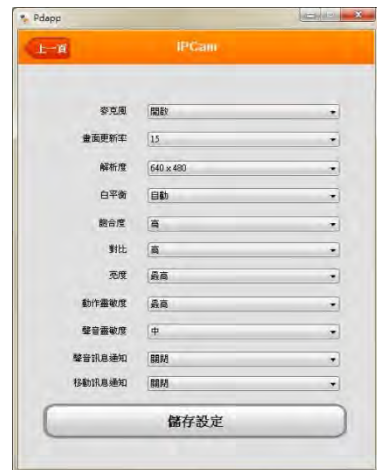 Pdapp
上一頁 IPCam
麥克風 開啟
畫面更新率 15
解析度 640 x 480
白平衡 自動
飽合度 高
對比 高
亮度 最高
動作靈敏度 最高
聲音靈敏度 中
聲音訊息通知 關閉
移動訊息通知 關閉
儲存設定